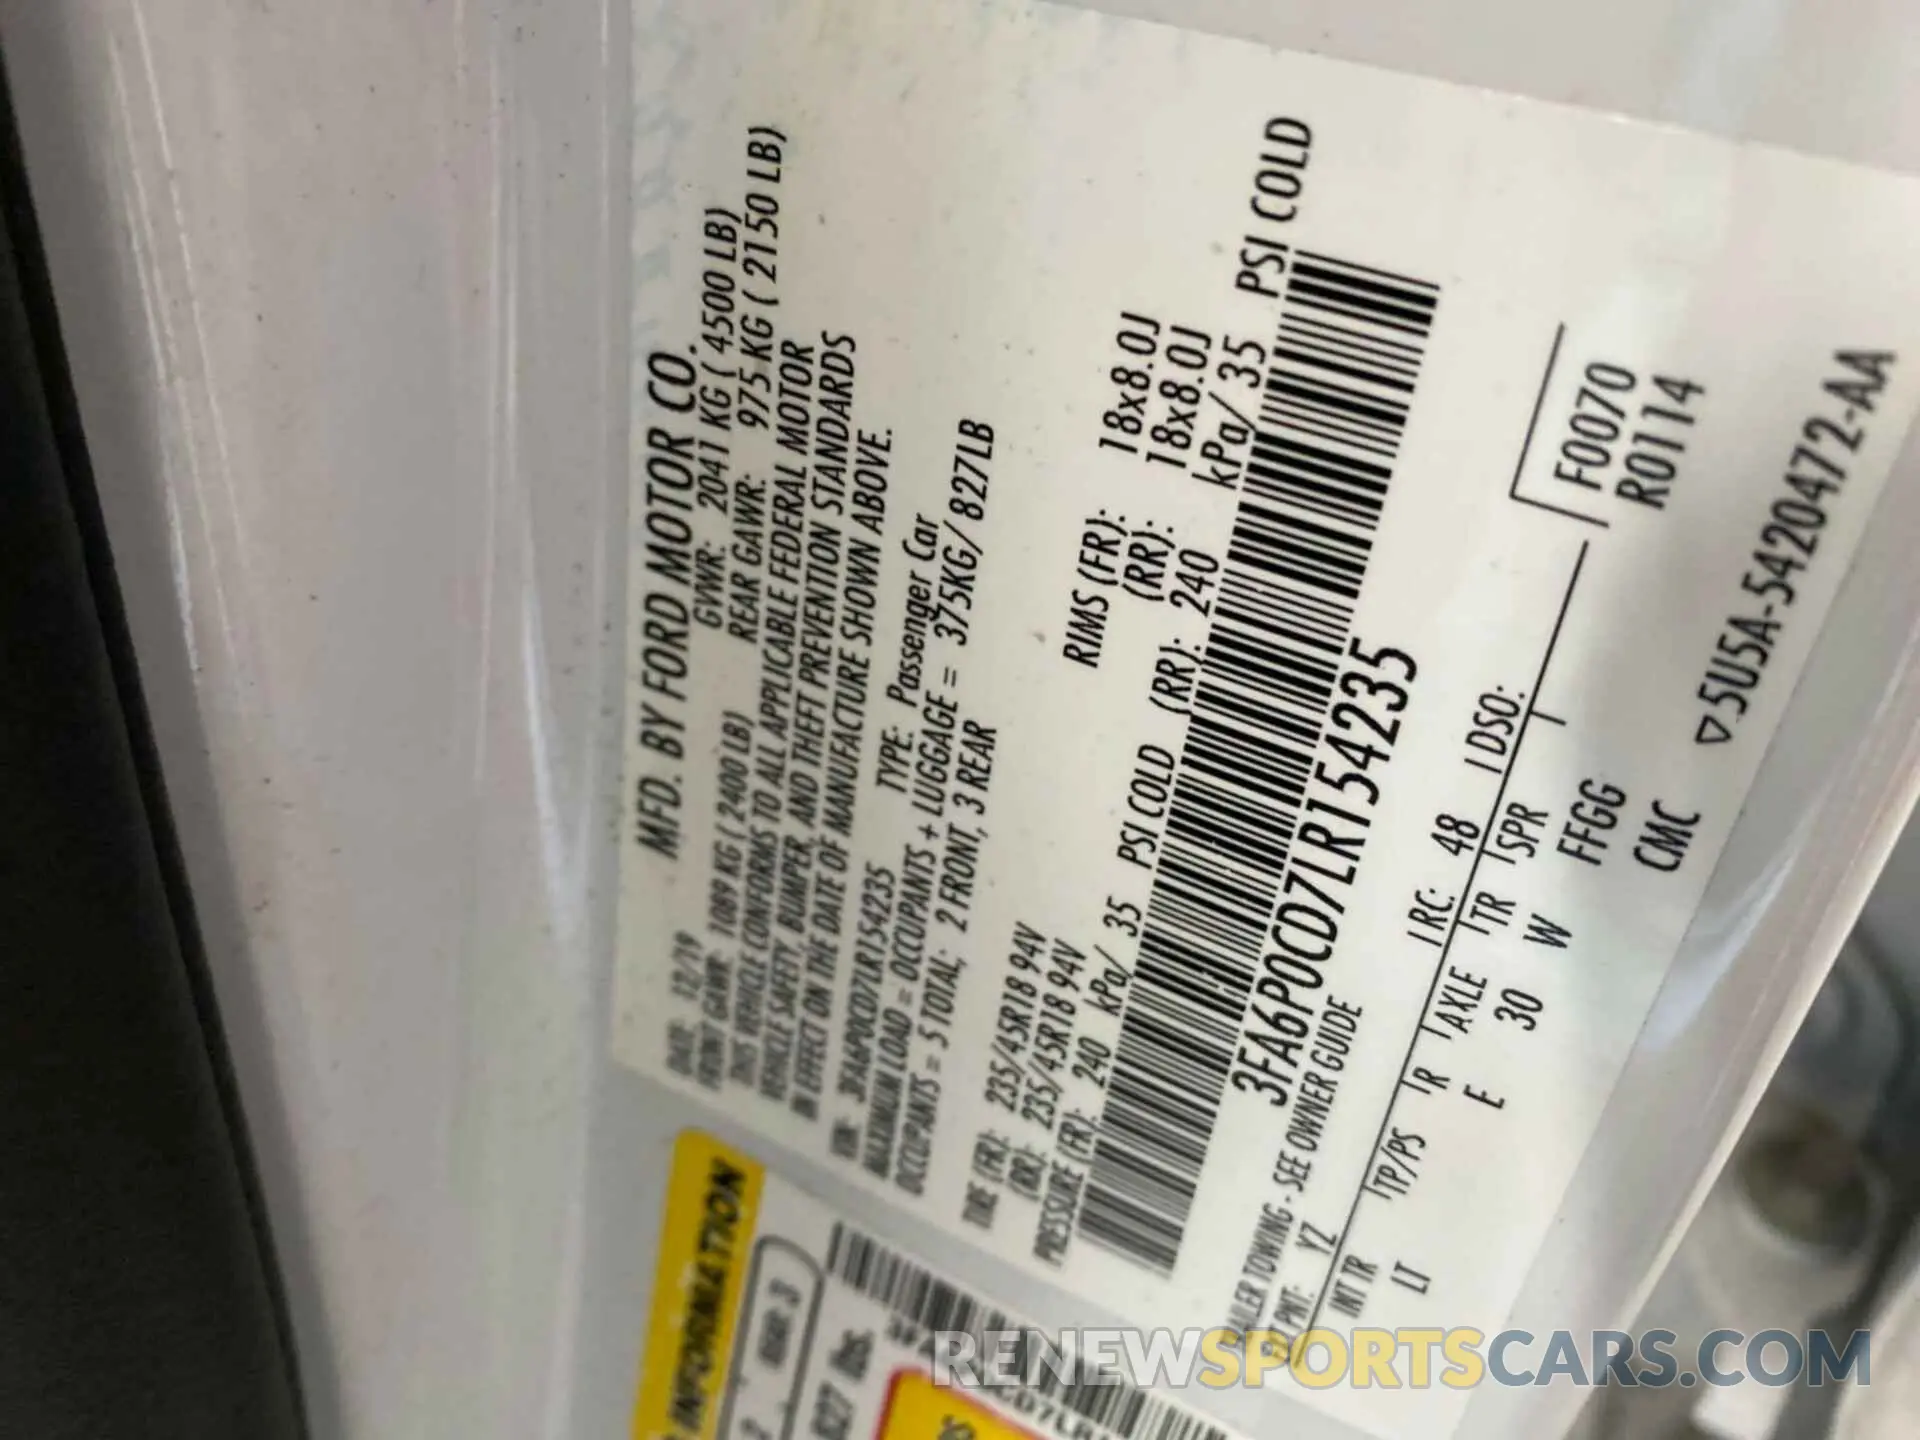 MFD. BY FORD MOTOR CO.
DATE: 12/19 GVWR: 2041 KG ( 4500 LB)
FRONT GAWR: 1089 KG ( 2400 LB) REAR GAWR: 975 KG ( 2150 LB)
THIS VEHICLE CONFORMS TO ALL APPLICABLE FEDERAL MOTOR
VEHICLE SAFETY, BUMPER, AND THEFT PREVENTION STANDARDS
IN EFFECT ON THE DATE OF MANUFACTURE SHOWN ABOVE.
VIN: 3FA6P0CD7LR154235 TYPE: Passenger Car
MAXIMUM LOAD = OCCUPANTS + LUGGAGE = 375KG/827LB
OCCUPANTS = 5 TOTAL; 2 FRONT, 3 REAR
TIRE (FR): 235/45R18 94V RIMS (FR): 18x8.0J
(RR): 235/45R18 94V (RR): 18x8.0J
PRESSURE (FR): 240 kPa/ 35 PSI COLD (RR): 240 kPa/ 35 PSI COLD
3FA6P0CD7LR154235
TRAILER TOWING - SEE OWNER GUIDE
EXT PNT: YZ RC: 48 DSO: F0070
R0114
INT TR TP/PS R AXLE TR SPR
LT E 30 W FFGG
CMC
5U5A-5420472-AA
INFORMATION
2 REAR: 3
827 lbs.
RENEWSPORTSCARS.COM